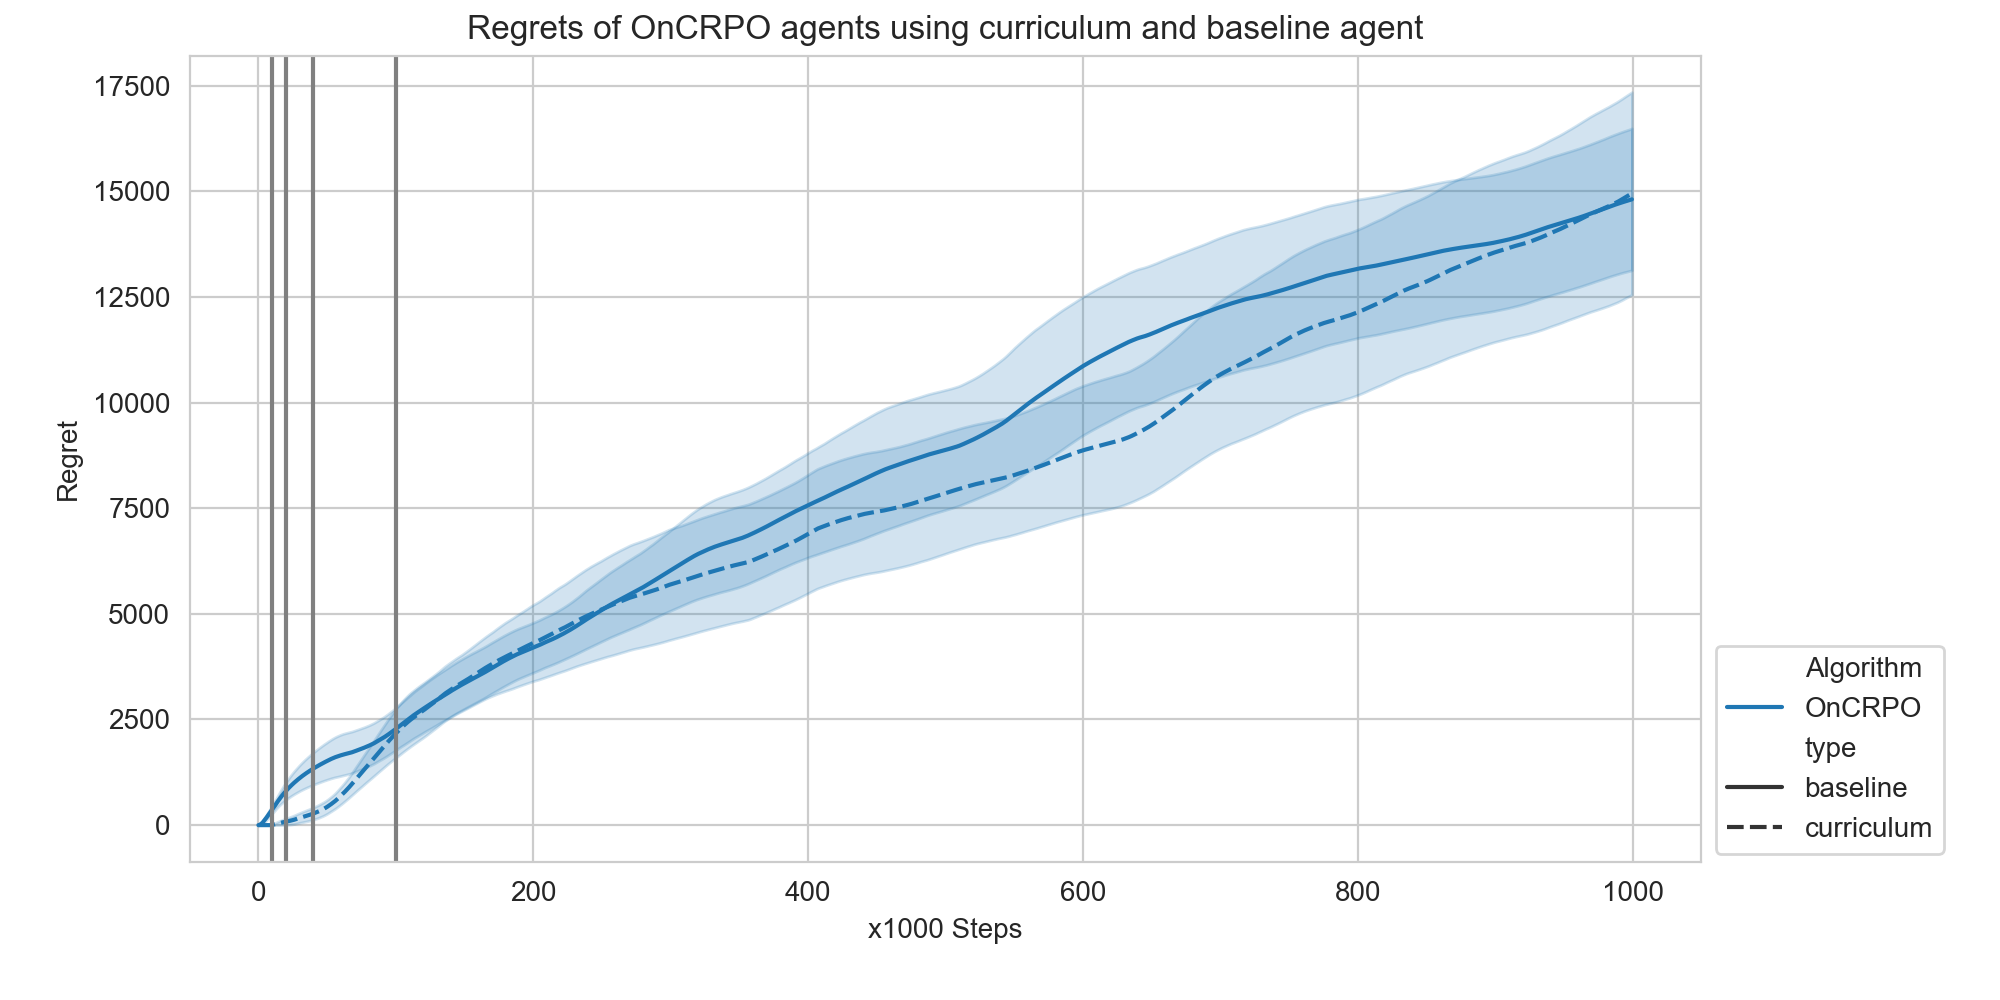 Regrets of OnCRPO agents using curriculum and baseline agent
17500
15000
12500
10000
7500
5000
2500
0
Regret
0 200 400 600 800 1000
x1000 Steps
Algorithm
OnCRPO
type
baseline
curriculum